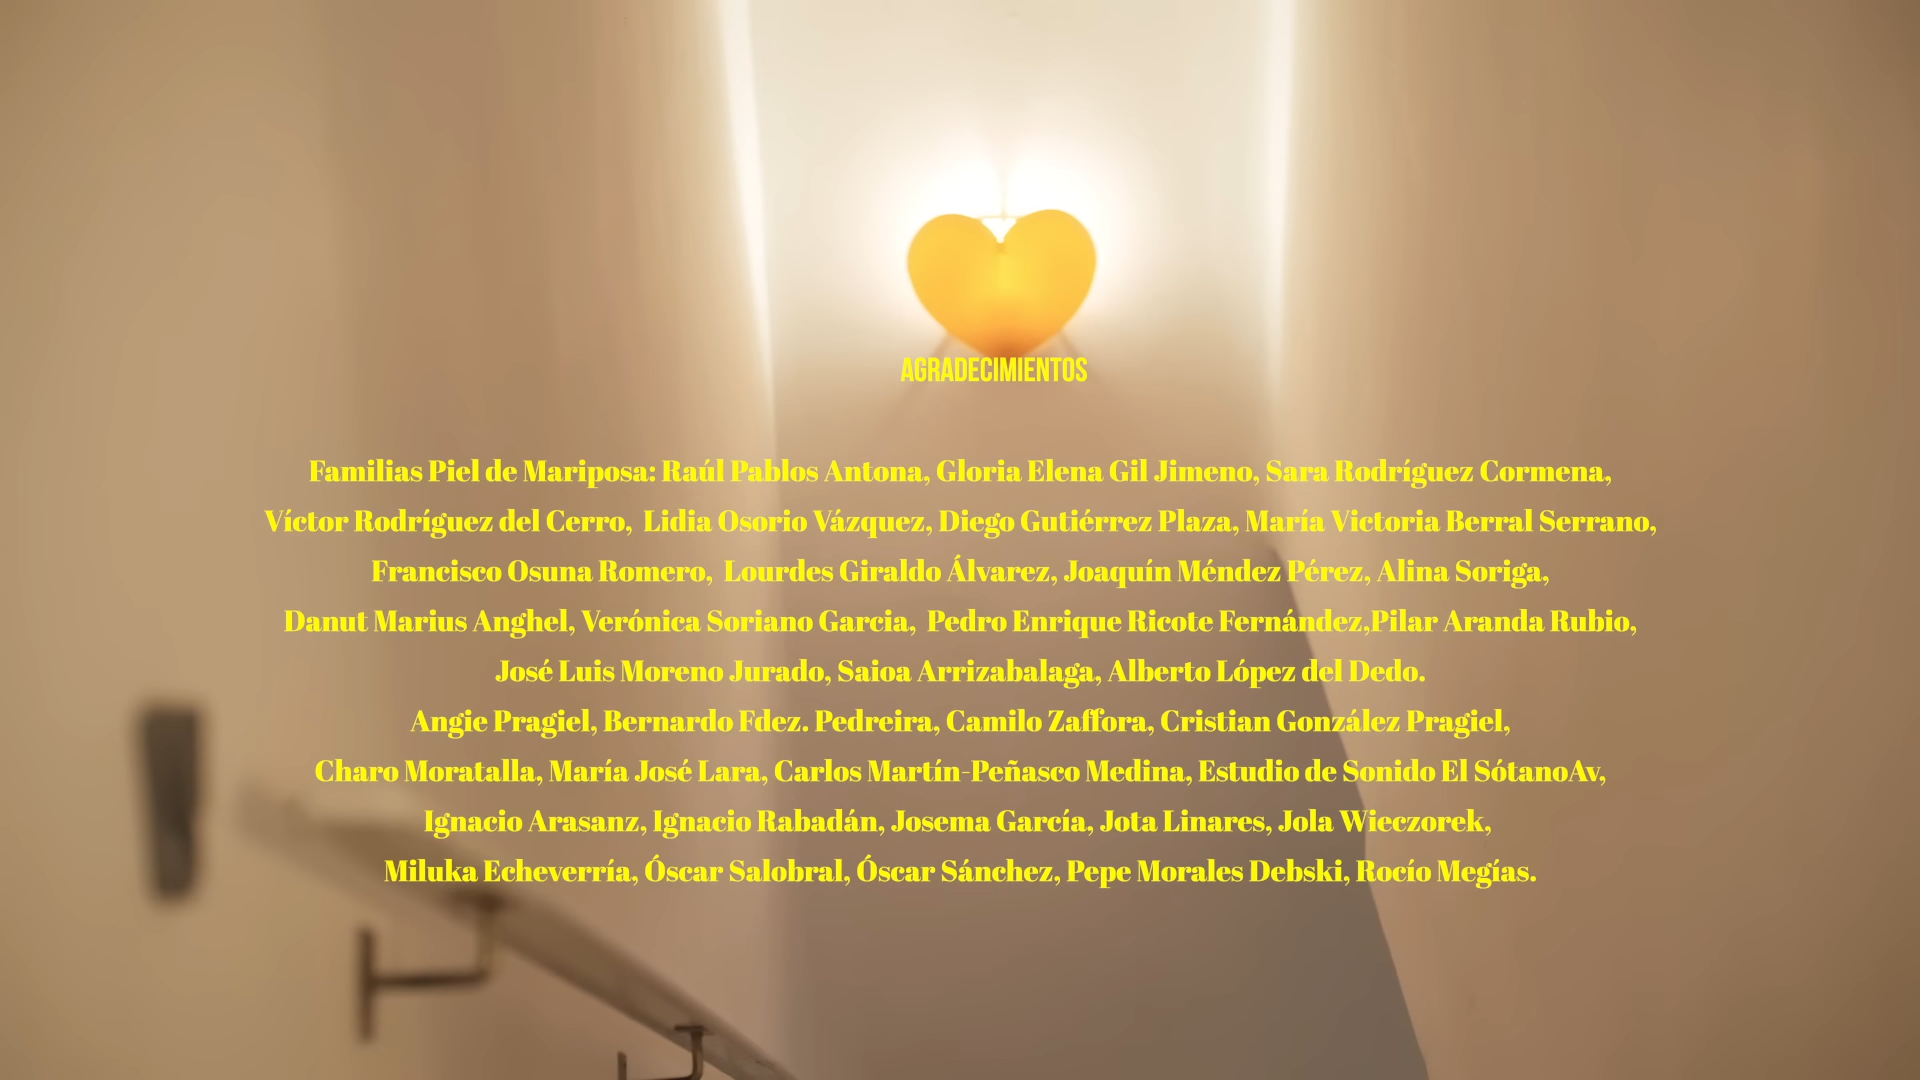 AGRADECIMIENTOS
Familias Piel de Mariposa: Raúl Pablos Antona, Gloria Elena Gil Jimeno, Sara Rodríguez Cormena,
Víctor Rodríguez del Cerro, Lidia Osorio Vázquez, Diego Gutiérrez Plaza, María Victoria Berral Serrano,
Francisco Osuna Romero, Lourdes Giraldo Álvarez, Joaquín Méndez Pérez, Alina Soriga,
Danut Marius Anghel, Verónica Soriano Garcia, Pedro Enrique Ricote Fernández,Pilar Aranda Rubio,
José Luis Moreno Jurado, Saioa Arrizabalaga, Alberto López del Dedo.
Angie Pragiel, Bernardo Fdez. Pedreira, Camilo Zaffora, Cristian González Pragiel,
Charo Moratalla, María José Lara, Carlos Martín-Peñasco Medina, Estudio de Sonido El SótanoAv,
Ignacio Arasanz, Ignacio Rabadán, Josema García, Jota Linares, Jola Wieczorek,
Miluka Echeverría, Óscar Salobral, Óscar Sánchez, Pepe Morales Debski, Rocío Megías.